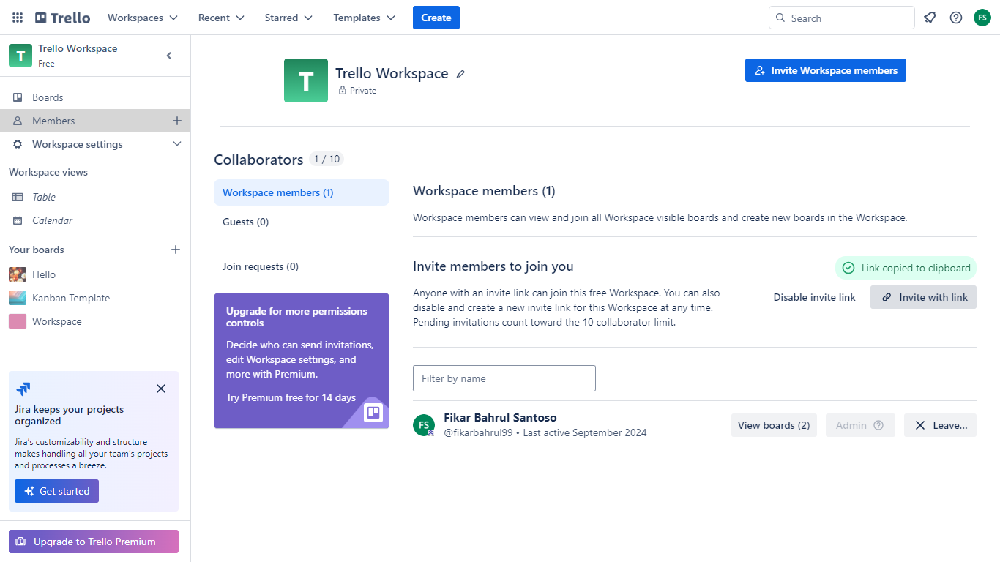 Trello
Workspaces
Recent
Starred
Templates
Create
Search
FS
T
Trello Workspace
Free
Boards
Members
Workspace settings
Workspace views
Table
Calendar
Your boards
Hello
Kanban Template
Workspace
Jira keeps your projects
organized
Jira's customizability and structure
makes handling all your team's projects
and processes a breeze.
Get started
Upgrade to Trello Premium
T
Trello Workspace
Private
Invite Workspace members
Collaborators
1 / 10
Workspace members (1)
Guests (0)
Join requests (0)
Upgrade for more permissions
controls
Decide who can send invitations,
edit Workspace settings, and
more with Premium.
Try Premium free for 14 days
Workspace members (1)
Workspace members can view and join all Workspace visible boards and create new boards in the Workspace.
Invite members to join you
Link copied to clipboard
Anyone with an invite link can join this free Workspace. You can also
disable and create a new invite link for this Workspace at any time.
Pending invitations count toward the 10 collaborator limit.
Disable invite link
Invite with link
Filter by name
FS
Fikar Bahrul Santoso
@fikarbahrul99 • Last active September 2024
View boards (2)
Admin
Leave...